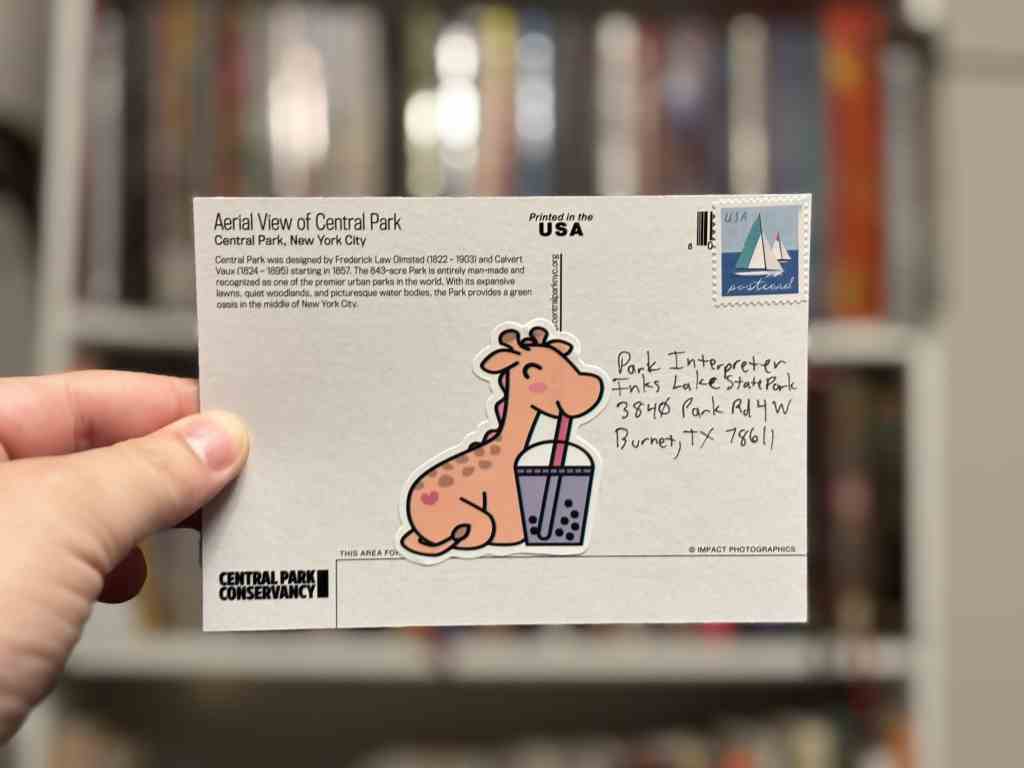 Aerial View of Central Park
Central Park, New York City
Central Park was designed by Frederick Law Olmsted (1822 - 1903) and Calvert
Vaux (1824 - 1895) starting in 1857. The 843-acre Park is entirely man-made and
recognized as one of the premier urban parks in the world. With its expansive
lawns, quiet woodlands, and picturesque water bodies, the Park provides a green
oasis in the middle of New York City.
Printed in the
USA
centralparknyc.org
USA
postcard
Park Interpreter
Inks Lake State Park
3840 Park Rd 4 W
Burnet, TX 78611
THIS AREA FO
© IMPACT PHOTOGRAPHICS
CENTRAL PARK
CONSERVANCY